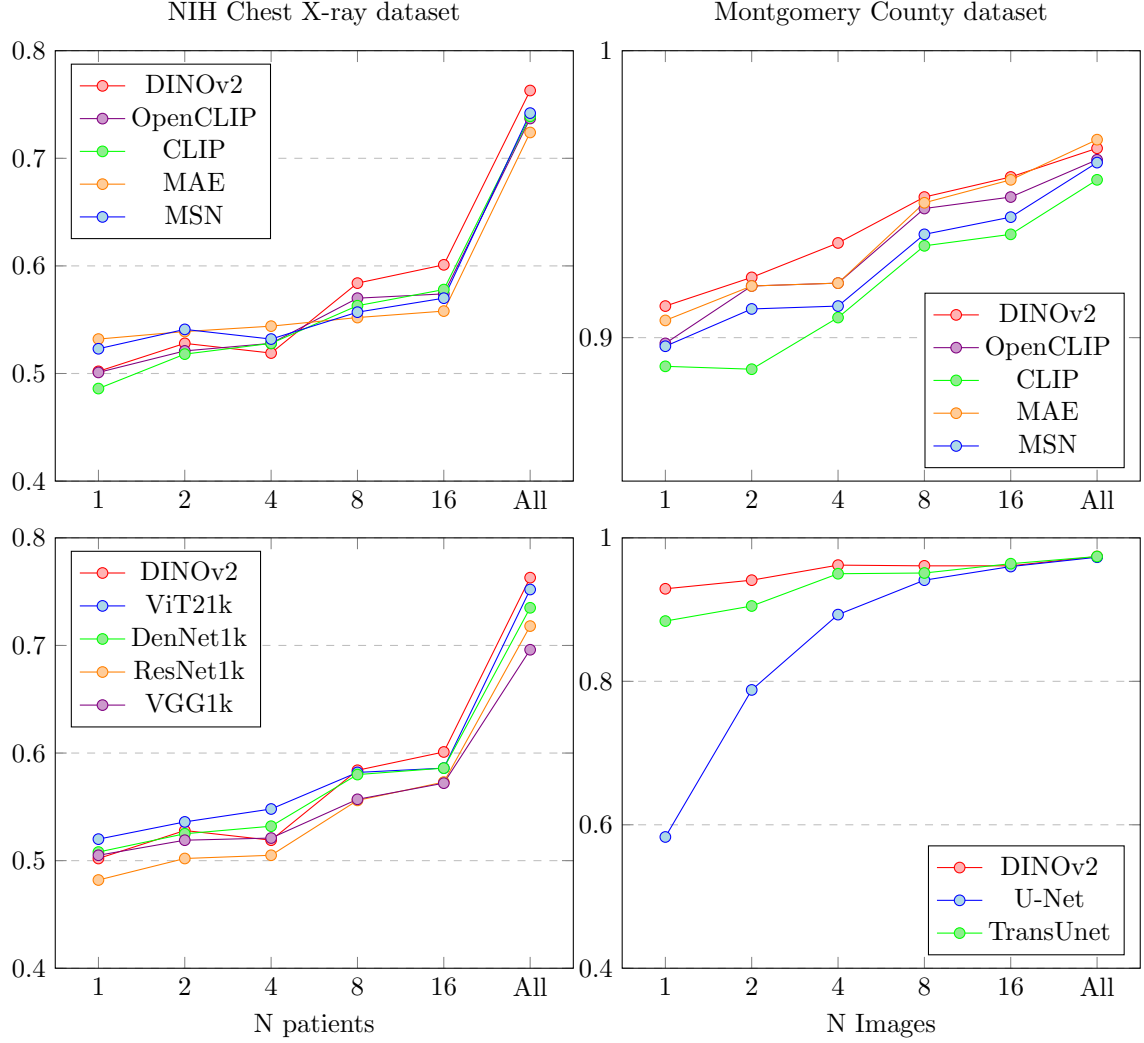 NIH Chest X-ray dataset
Montgomery County dataset
0.8
0.7
0.6
0.5
0.4
DINOv2
OpenCLIP
CLIP
MAE
MSN
1 2 4 8 16 All
1
0.9
DINOv2
OpenCLIP
CLIP
MAE
MSN
1 2 4 8 16 All
0.8
0.7
0.6
0.5
0.4
DINOv2
ViT21k
DenNet1k
ResNet1k
VGG1k
1 2 4 8 16 All
N patients
1
0.8
0.6
0.4
DINOv2
U-Net
TransUnet
1 2 4 8 16 All
N Images